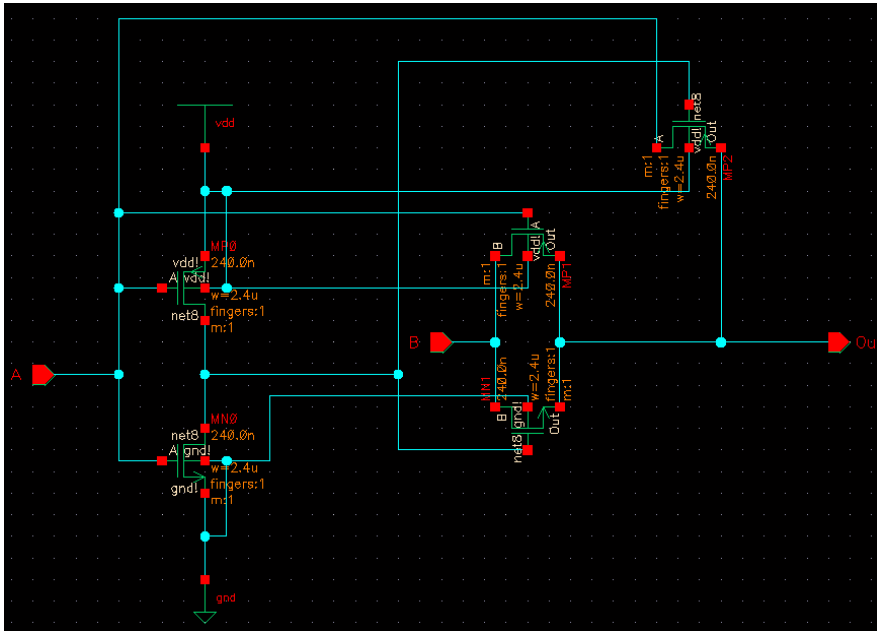 vdd
MP0
vdd!
240.0n
A vdd!
w=2.4u
fingers:1
net8
m:1
A
MN0
net8
240.0n
A gnd!
w=2.4u
fingers:1
gnd!
m:1
gnd
net8
A
vdd!
Out
m:1
fingers:1
w=2.4u
240.0n
MP2
A
B
vdd!
Out
m:1
fingers:1
w=2.4u
240.0n
MP1
B
MN1
240.0n
w=2.4u
fingers:1
m:1
B
gnd!
Out
net8
Ou